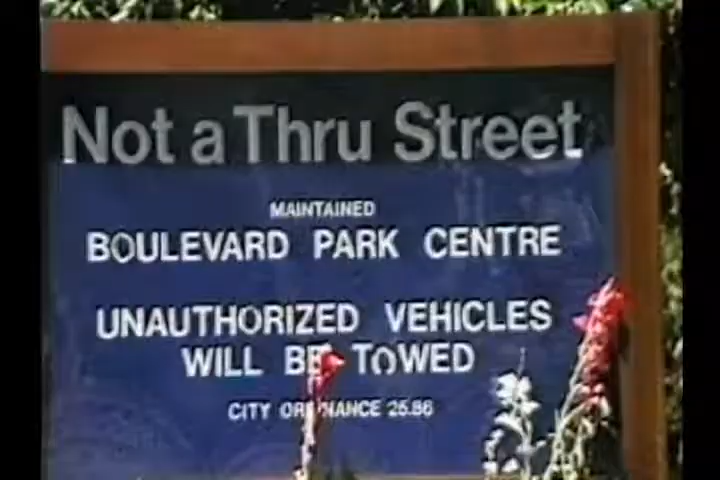 Not a Thru Street
MAINTAINED
BOULEVARD PARK CENTRE
UNAUTHORIZED VEHICLES
WILL BE TOWED
CITY ORDINANCE 25.86